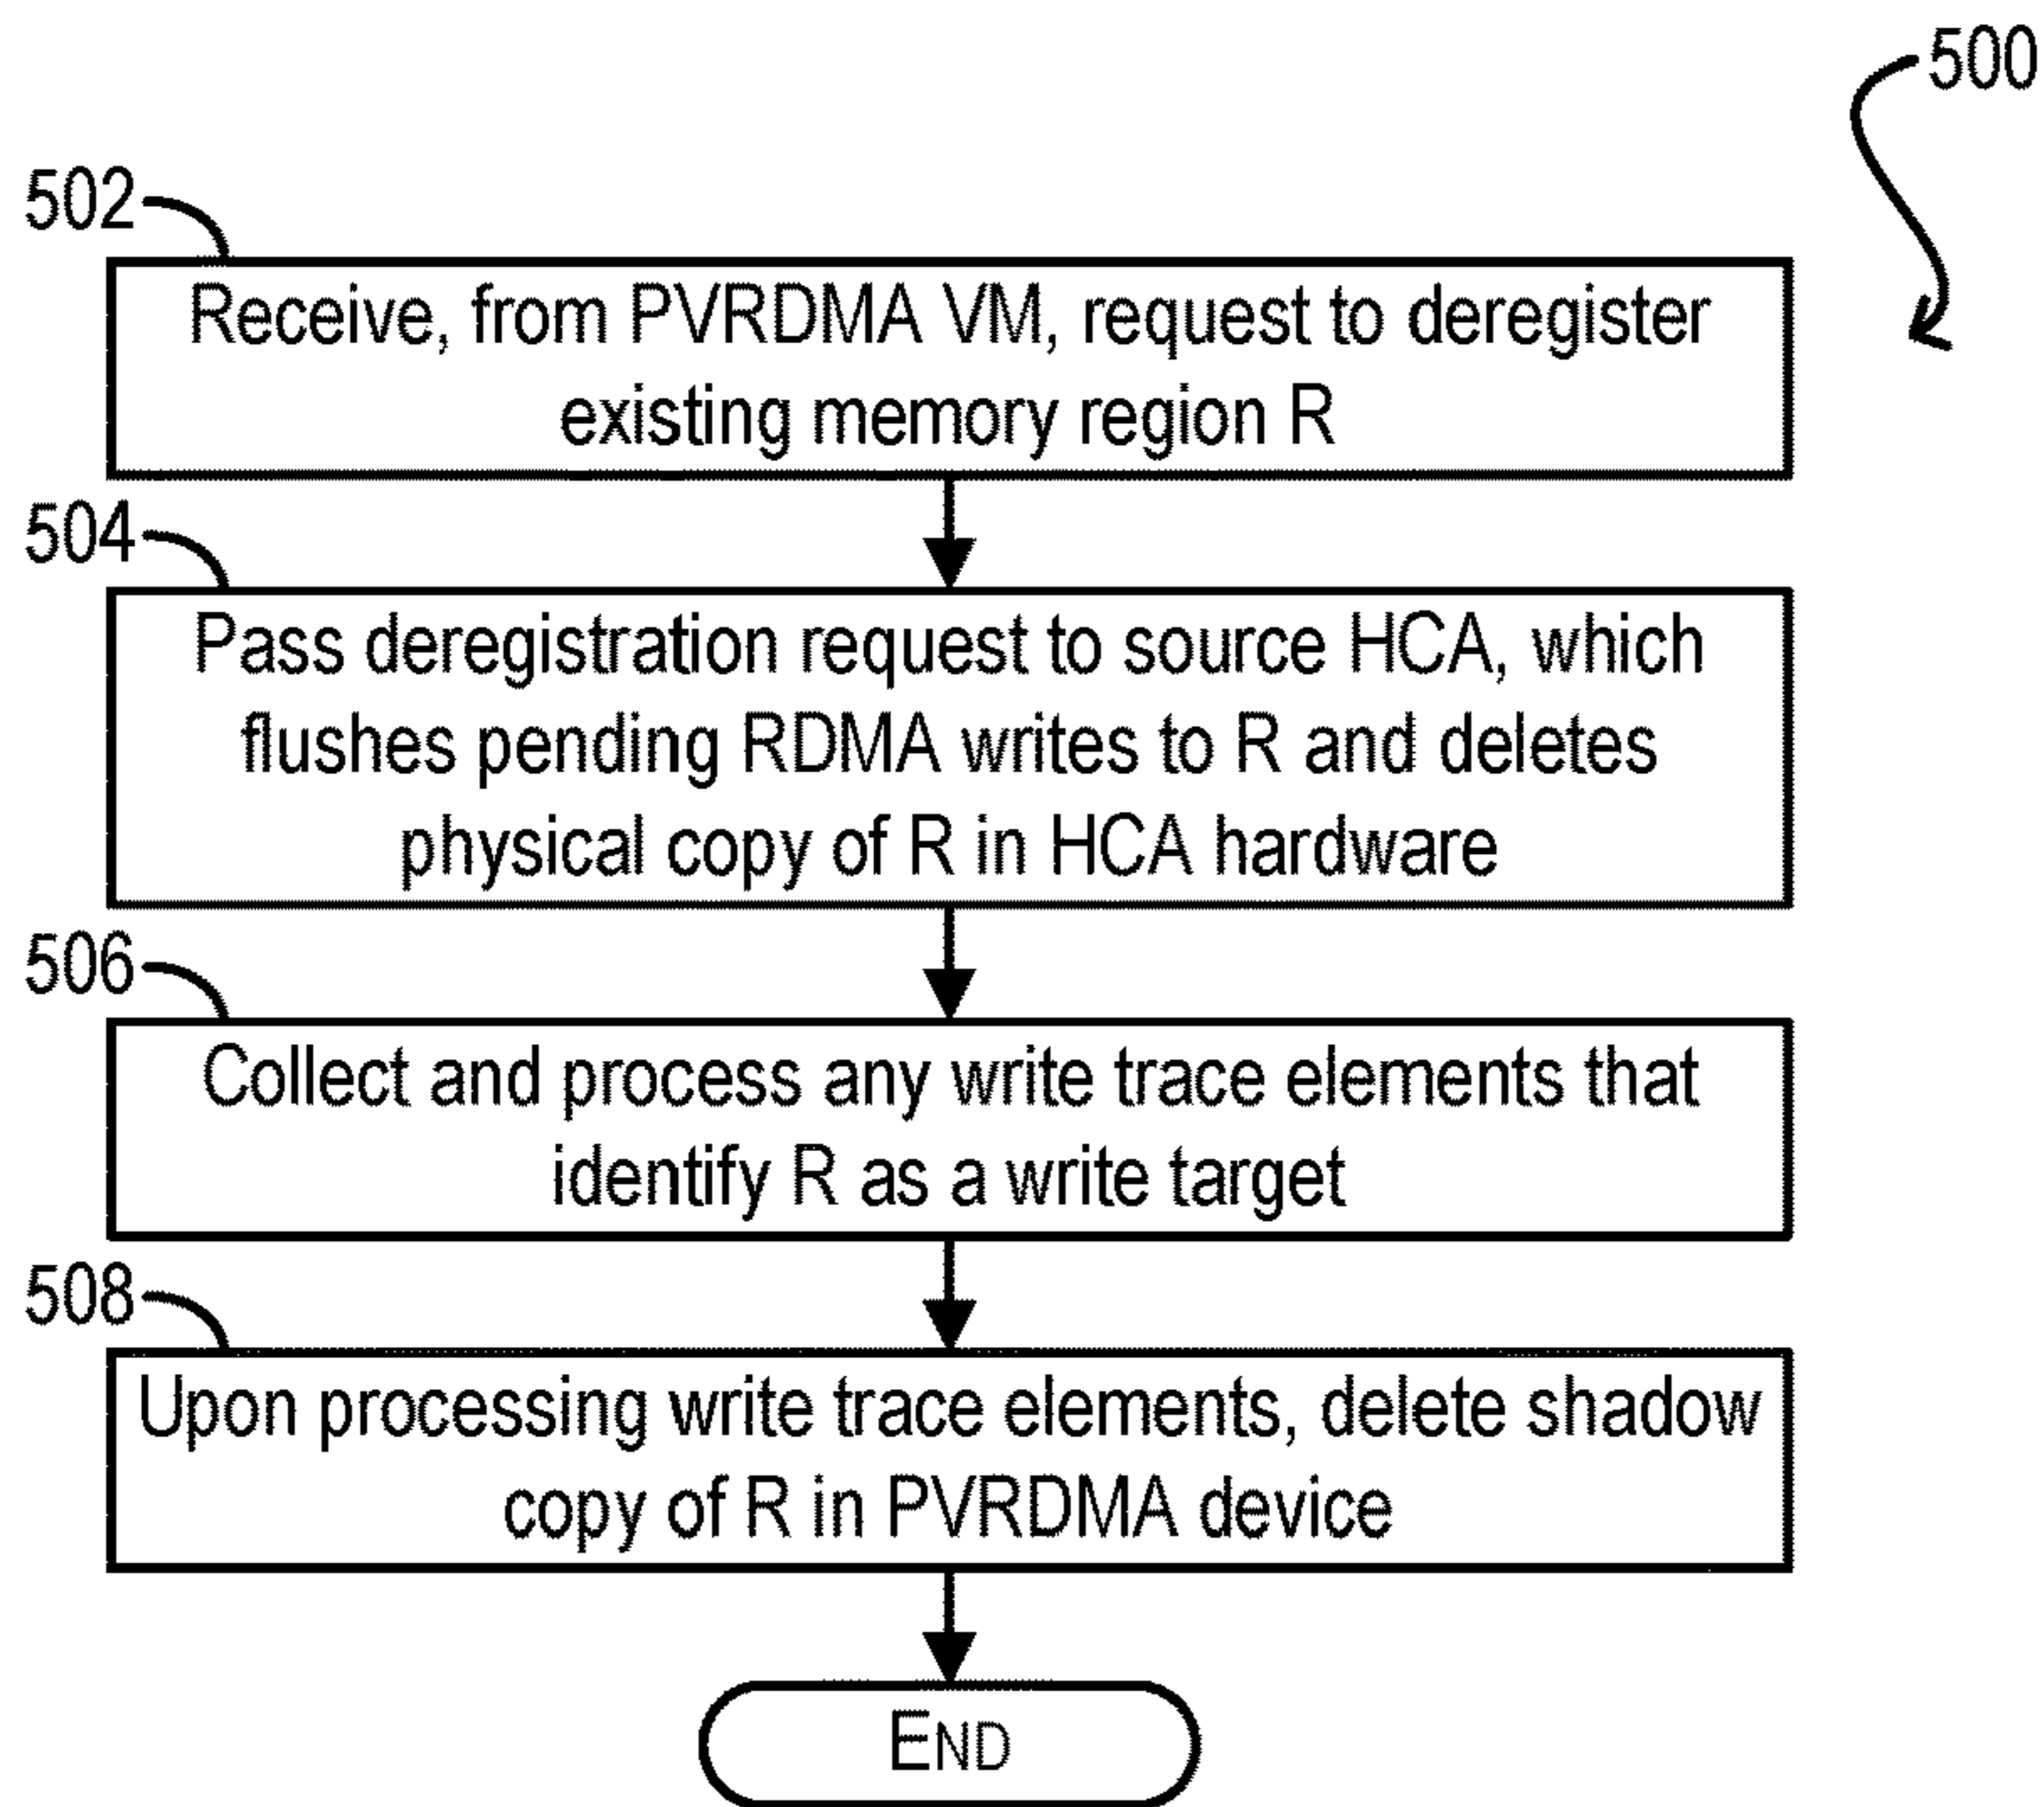 500
502
Receive, from PVRDMA VM, request to deregister
existing memory region R
504
Pass deregistration request to source HCA, which
flushes pending RDMA writes to R and deletes
physical copy of R in HCA hardware
506
Collect and process any write trace elements that
identify R as a write target
508
Upon processing write trace elements, delete shadow
copy of R in PVRDMA device
END